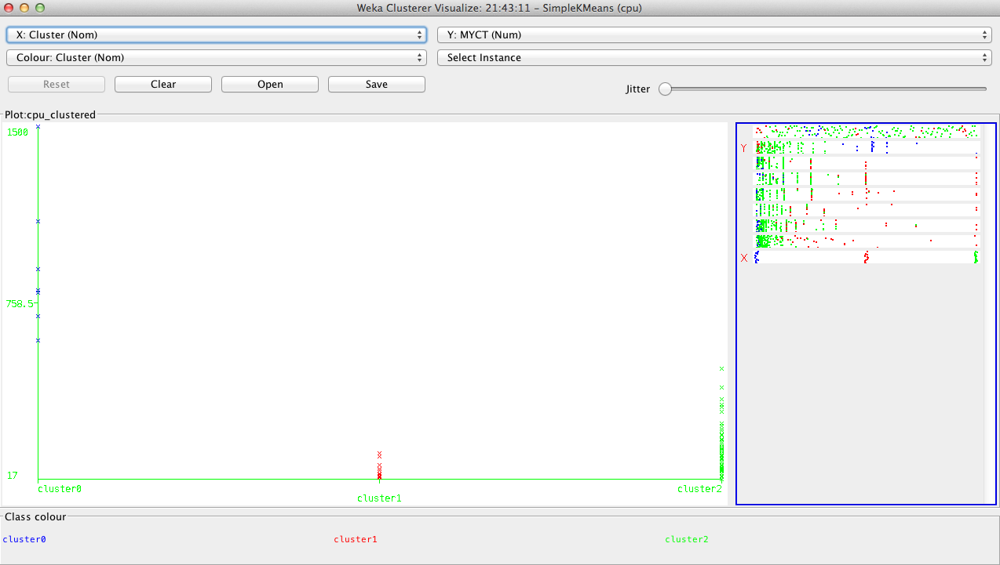 Weka Clusterer Visualize: 21:43:11 - SimpleKMeans (cpu)
X: Cluster (Nom) Y: MYCT (Num)
Colour: Cluster (Nom) Select Instance
Reset Clear Open Save Jitter
Plot:cpu_clustered
1500
758.5
17
cluster0 cluster1 cluster2
Y
X
Class colour
cluster0 cluster1 cluster2